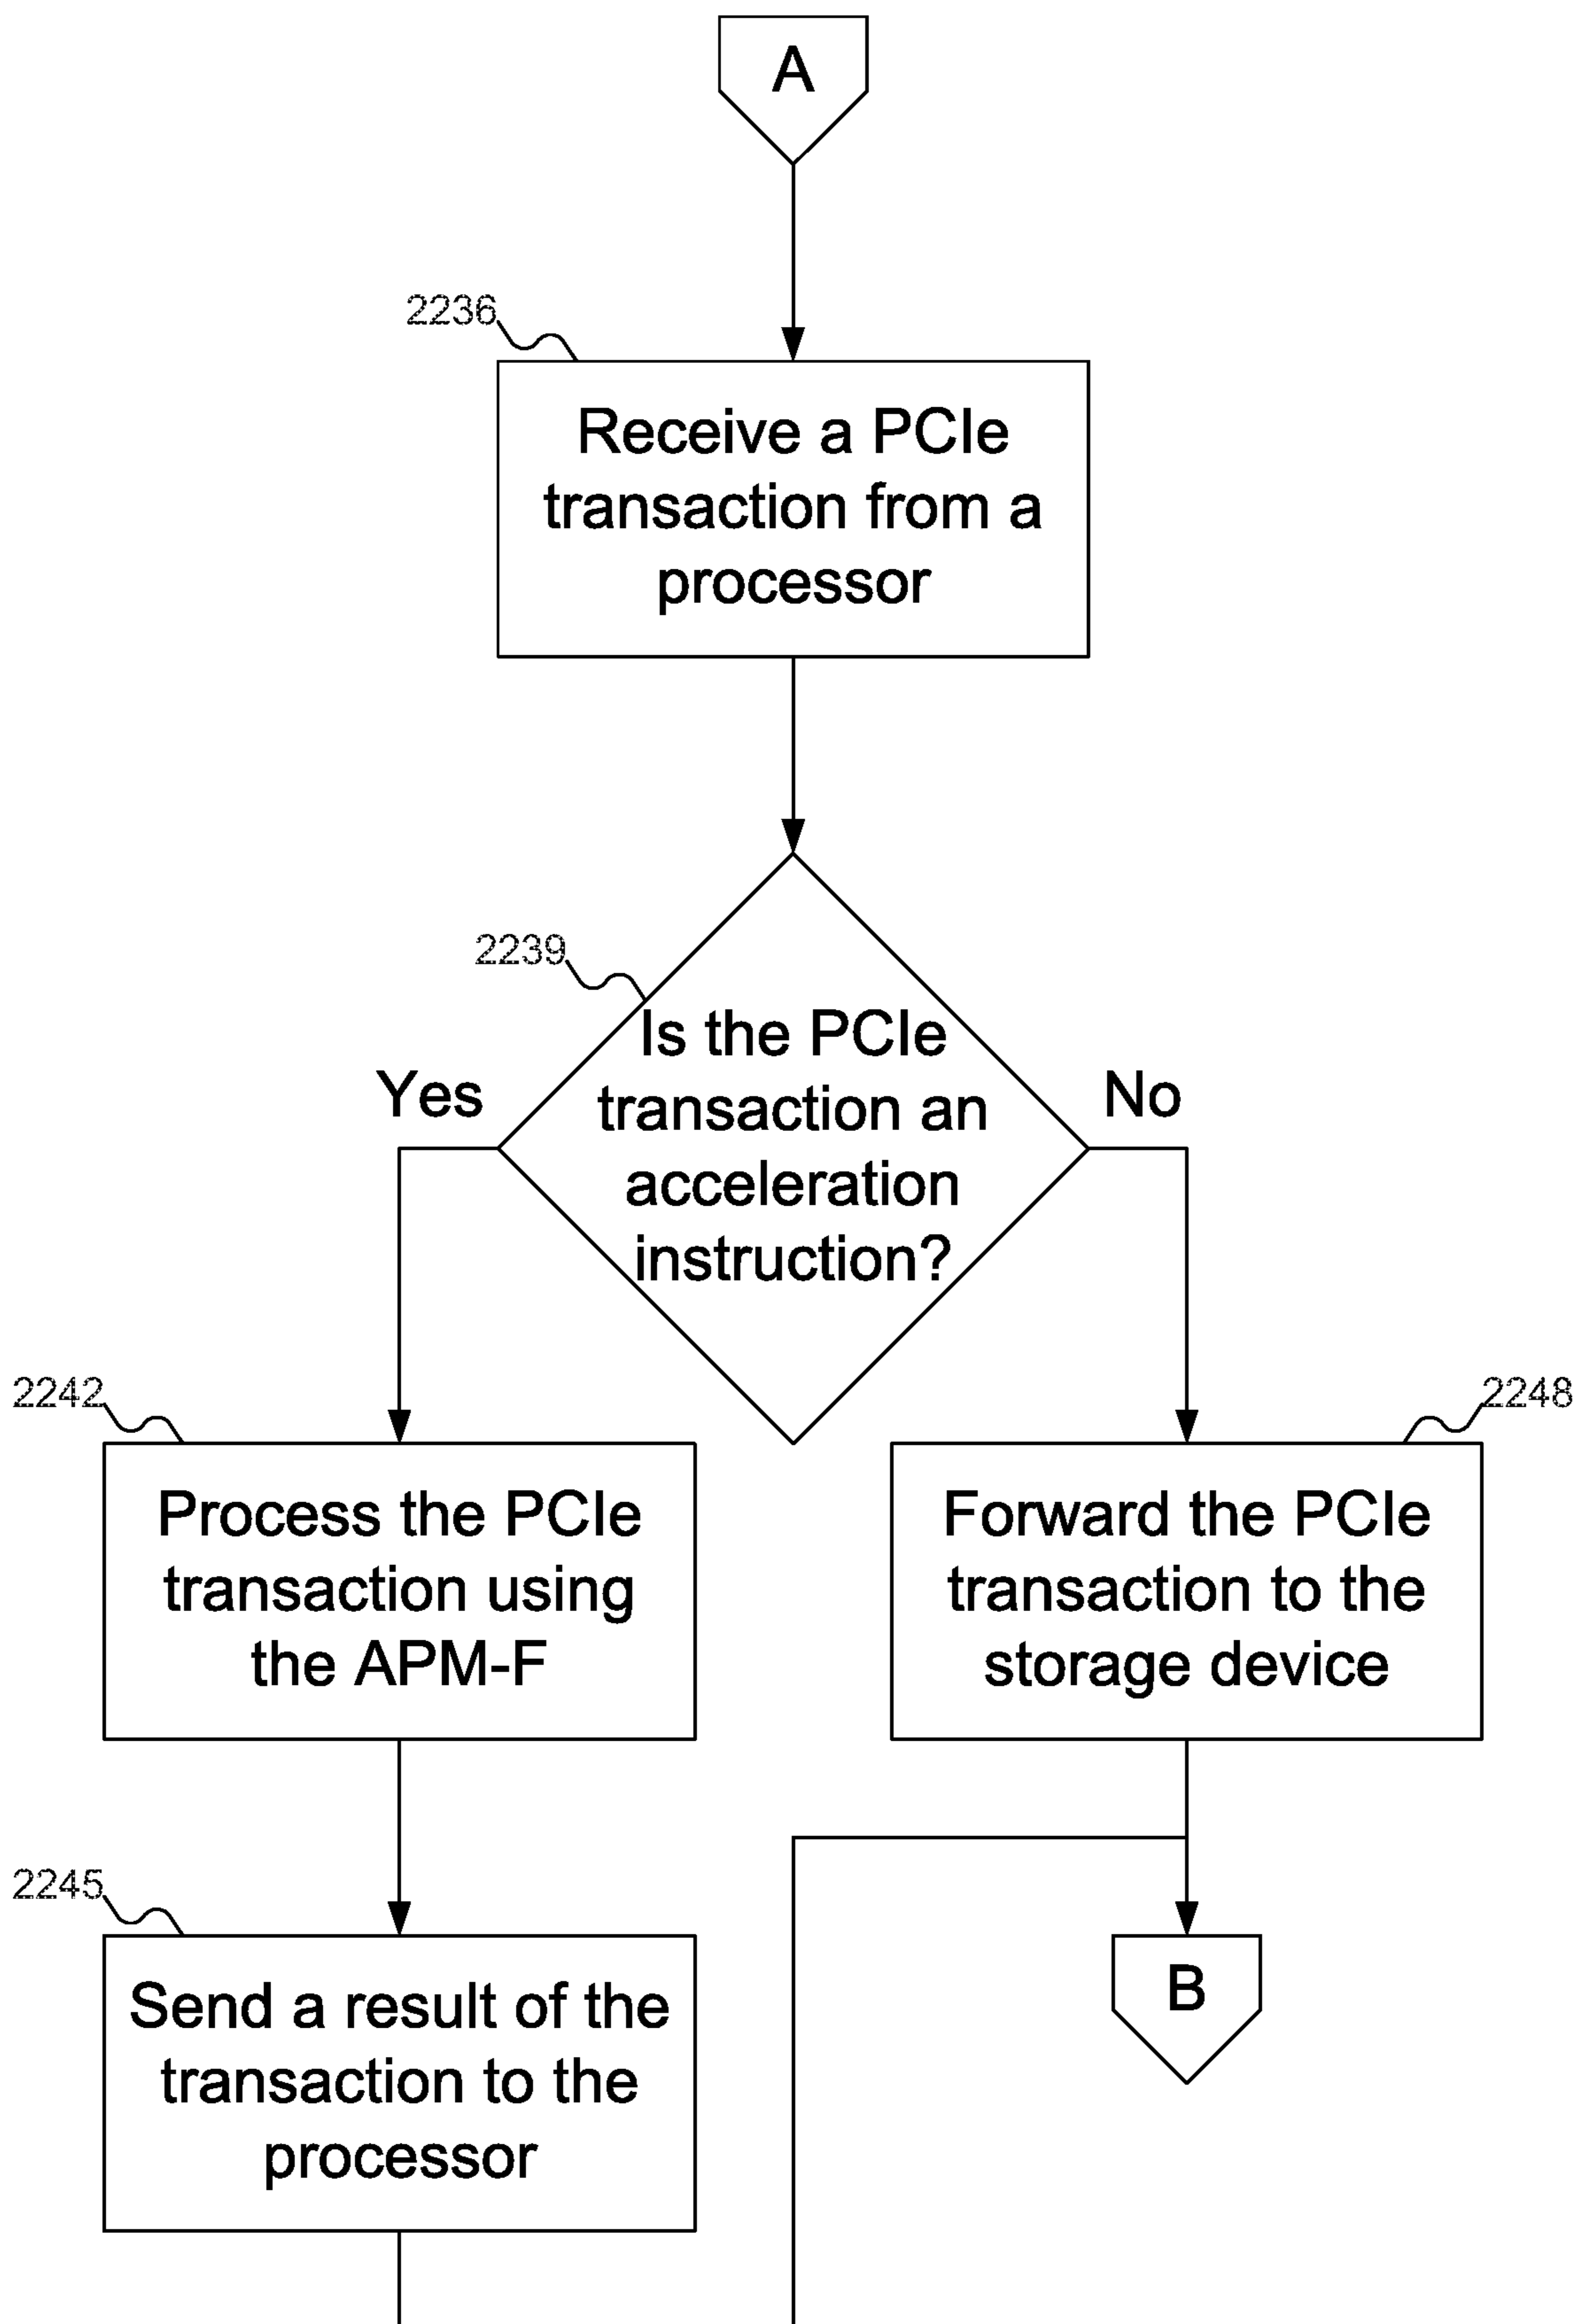 A
2236
Receive a PCIe
transaction from a
processor
2239
Is the PCIe
transaction an
acceleration
instruction?
Yes
No
2242
Process the PCIe
transaction using
the APM-F
2248
Forward the PCIe
transaction to the
storage device
2245
Send a result of the
transaction to the
processor
B